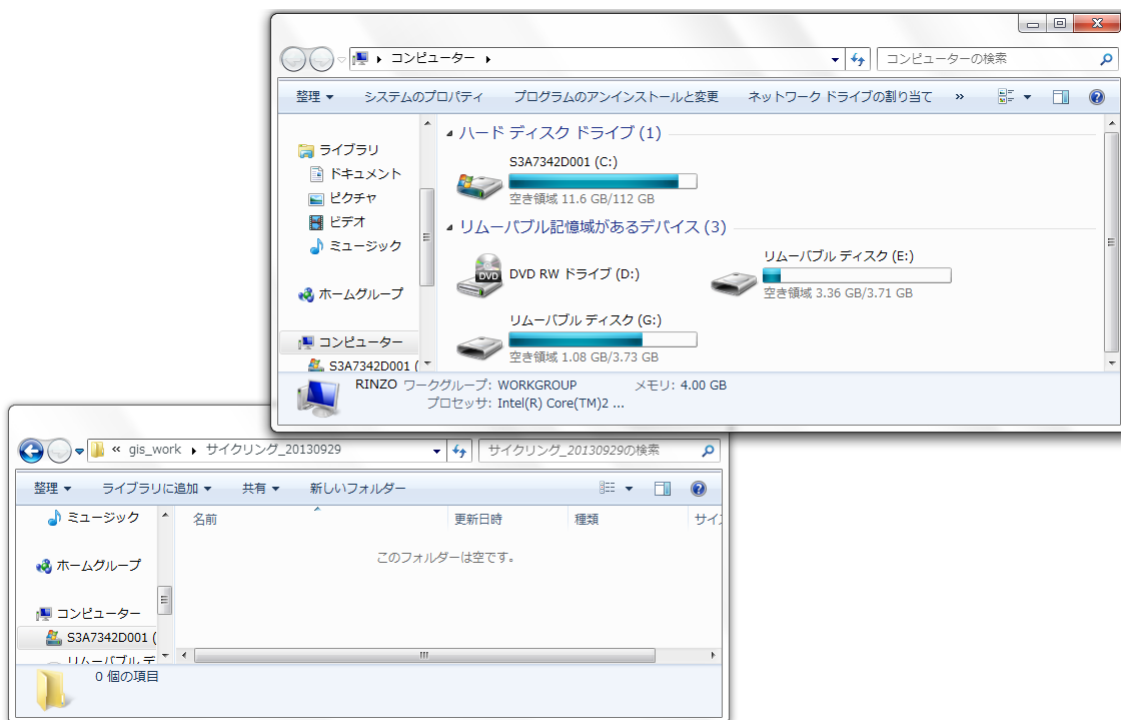 コンピューター
コンピューターの検索
整理 システムのプロパティ プログラムのアンインストールと変更 ネットワーク ドライブの割り当て »
ライブラリ
ドキュメント
ピクチャ
ビデオ
ミュージック
ホームグループ
コンピューター
S3A7342D001 (
ハード ディスク ドライブ (1)
S3A7342D001 (C:)
空き領域 11.6 GB/112 GB
リムーバブル記憶域があるデバイス (3)
DVD RW ドライブ (D:)
リムーバブル ディスク (E:)
空き領域 3.36 GB/3.71 GB
リムーバブル ディスク (G:)
空き領域 1.08 GB/3.73 GB
RINZO ワークグループ: WORKGROUP メモリ: 4.00 GB
プロセッサ: Intel(R) Core(TM)2 ...
« gis_work サイクリング_20130929
サイクリング_20130929の検索
整理 ライブラリに追加 共有 新しいフォルダー
ミュージック
ホームグループ
コンピューター
S3A7342D001 (
リムーバブル デ
名前 更新日時 種類 サイズ
このフォルダーは空です。
0 個の項目